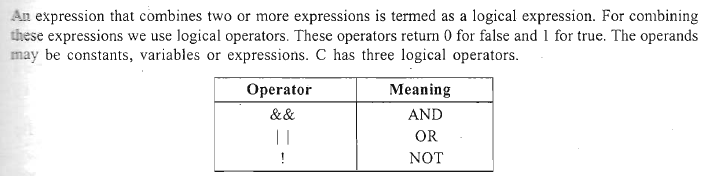 An expression that combines two or more expressions is termed as a logical expression. For combining
these expressions we use logical operators. These operators return 0 for false and 1 for true. The operands
may be constants, variables or expressions. C has three logical operators.
Operator Meaning
&& AND
|| OR
! NOT